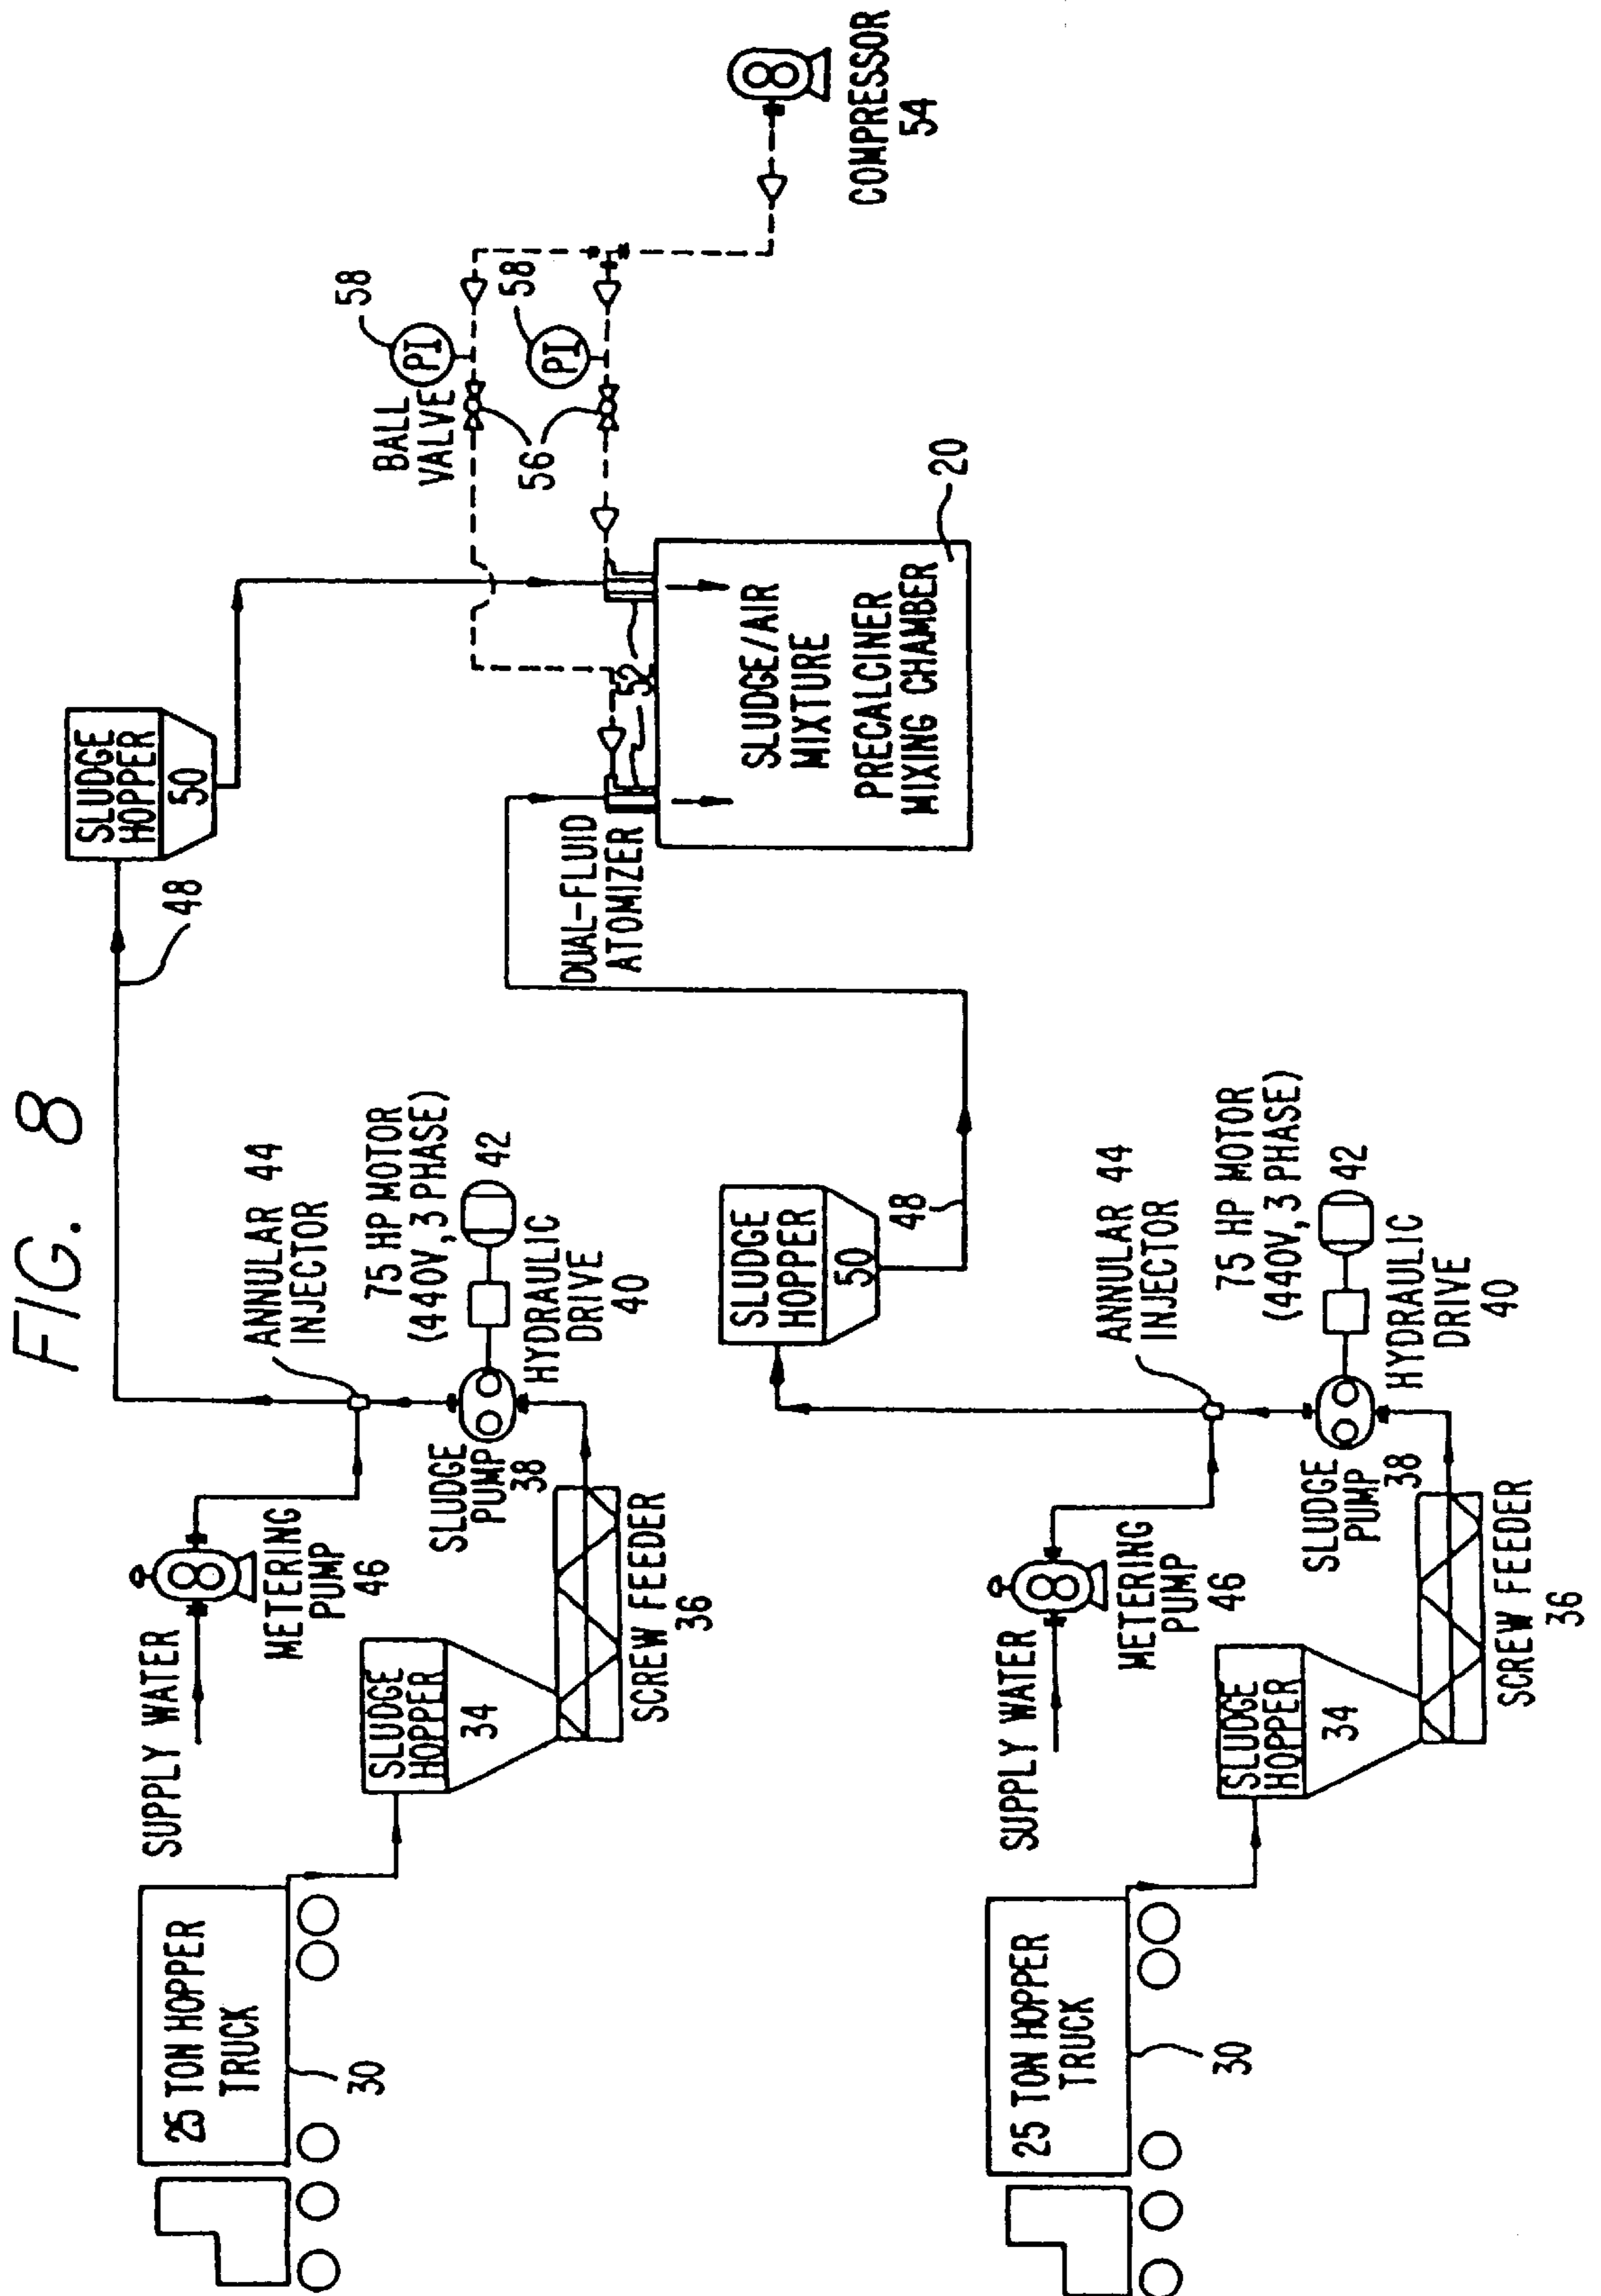 FIG. 8
25 TON HOPPER
TRUCK
30
SUPPLY WATER
METERING
PUMP
46
SLUDGE
HOPPER
34
SCREW FEEDER
36
SLUDGE
PUMP
38
ANNULAR 44
INJECTOR
75 HP MOTOR
(440V, 3 PHASE)
42
HYDRAULIC
DRIVE
40
48
SLUDGE
HOPPER
50
BALL
VALVE
58
58
PI
PI
56
COMPRESSOR
54
DUAL-FLUID
ATOMIZER
52
SLUDGE/AIR
MIXTURE
PRECALCINER
MIXING CHAMBER
20
25 TON HOPPER
TRUCK
30
SUPPLY WATER
METERING
PUMP
46
SLUDGE
HOPPER
34
SCREW FEEDER
36
SLUDGE
PUMP
38
ANNULAR 44
INJECTOR
75 HP MOTOR
(440V, 3 PHASE)
42
HYDRAULIC
DRIVE
40
SLUDGE
HOPPER
50
48